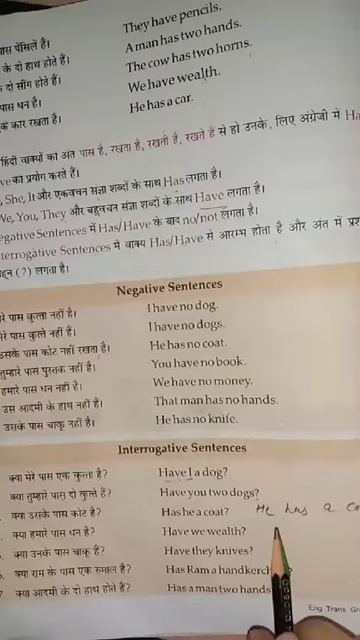 They have pencils.
पास पेंसिलें हैं।
A man has two hands.
के दो हाथ होते हैं।
The cow has two horns.
के दो सींग होते हैं।
We have wealth.
पास धन है।
He has a car.
क कार रखता है।
हिंदी वाक्यों का अंत पास है, रखता है, रखती है, रखते हैं से हो उनके, लिए अंग्रेजी में Ha
ve का प्रयोग करते हैं।
, She, It और एकवचन संज्ञा शब्दों के साथ Has लगता है।
We, You, They और बहुवचन संज्ञा शब्दों के साथ Have लगता है।
egative Sentences में Has/Have के बाद no/not लगता है।
nterrogative Sentences में वाक्य Has/Have से आरम्भ होता है और अंत में प्रश
(?) लगता है।
Negative Sentences
रे पास कुत्ता नहीं है। I have no dog.
रे पास कुत्ते नहीं हैं। I have no dogs.
उसके पास कोट नहीं रखता है। He has no coat.
तुम्हारे पास पुस्तक नहीं है। You have no book.
हमारे पास धन नहीं है। We have no money.
उस आदमी के हाथ नहीं हैं। That man has no hands.
उसके पास चाकू नहीं है। He has no knife.
Interrogative Sentences
क्या मेरे पास एक कुत्ता है? Have I a dog?
क्या तुम्हारे पास दो कुत्ते हैं? Have you two dogs?
क्या उसके पास कोट है? Has he a coat? He has a co
क्या हमारे पास धन है? Have we wealth?
क्या उनके पास चाकू हैं? Have they knives?
क्या राम के पास एक रुमाल है? Has Ram a handkerch
क्या आदमी के दो हाथ होते हैं? Has a man two hands
Eng. Trans Gr